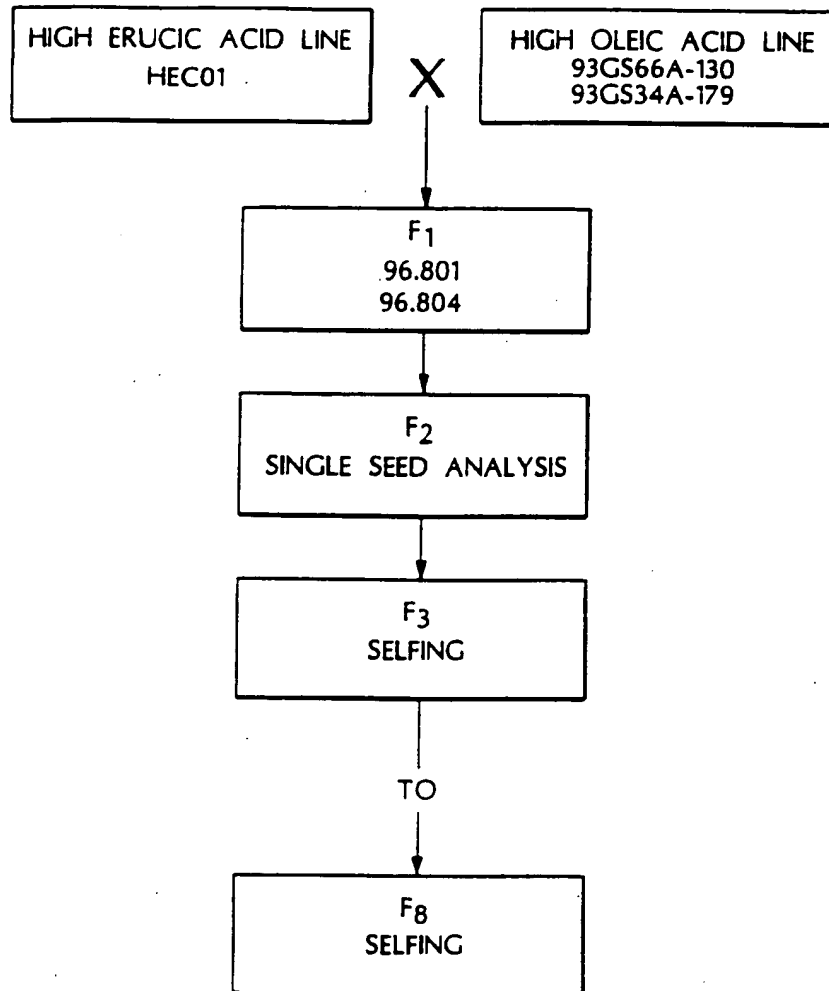 HIGH ERUCIC ACID LINE
HEC01
X
HIGH OLEIC ACID LINE
93GS66A-130
93GS34A-179
F1
96.801
96.804
F2
SINGLE SEED ANALYSIS
F3
SELFING
TO
F8
SELFING